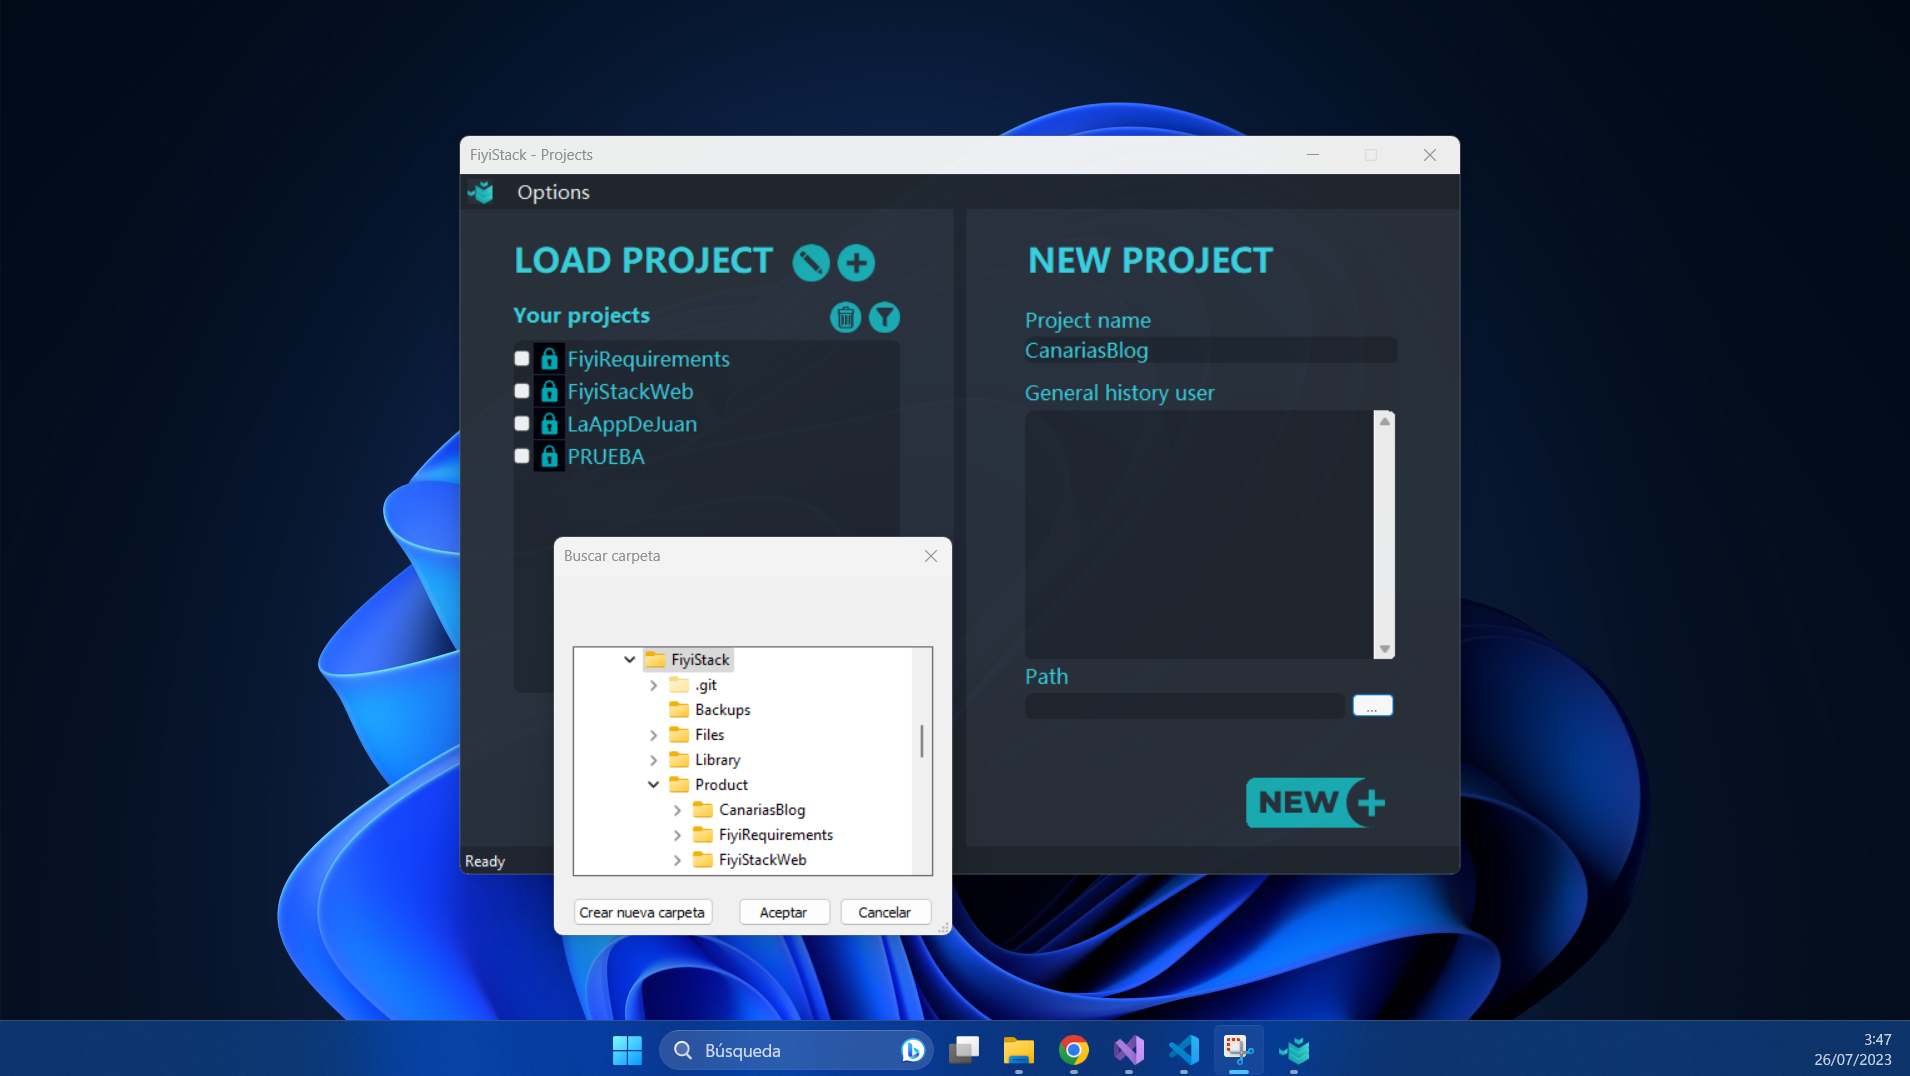 FiyiStack - Projects
Options
LOAD PROJECT
Your projects
FiyiRequirements
FiyiStackWeb
LaAppDeJuan
PRUEBA
NEW PROJECT
Project name
CanariasBlog
General history user
Path
...
NEW
Ready
Buscar carpeta
FiyiStack
.git
Backups
Files
Library
Product
CanariasBlog
FiyiRequirements
FiyiStackWeb
Crear nueva carpeta
Aceptar
Cancelar
Búsqueda
3:47
26/07/2023